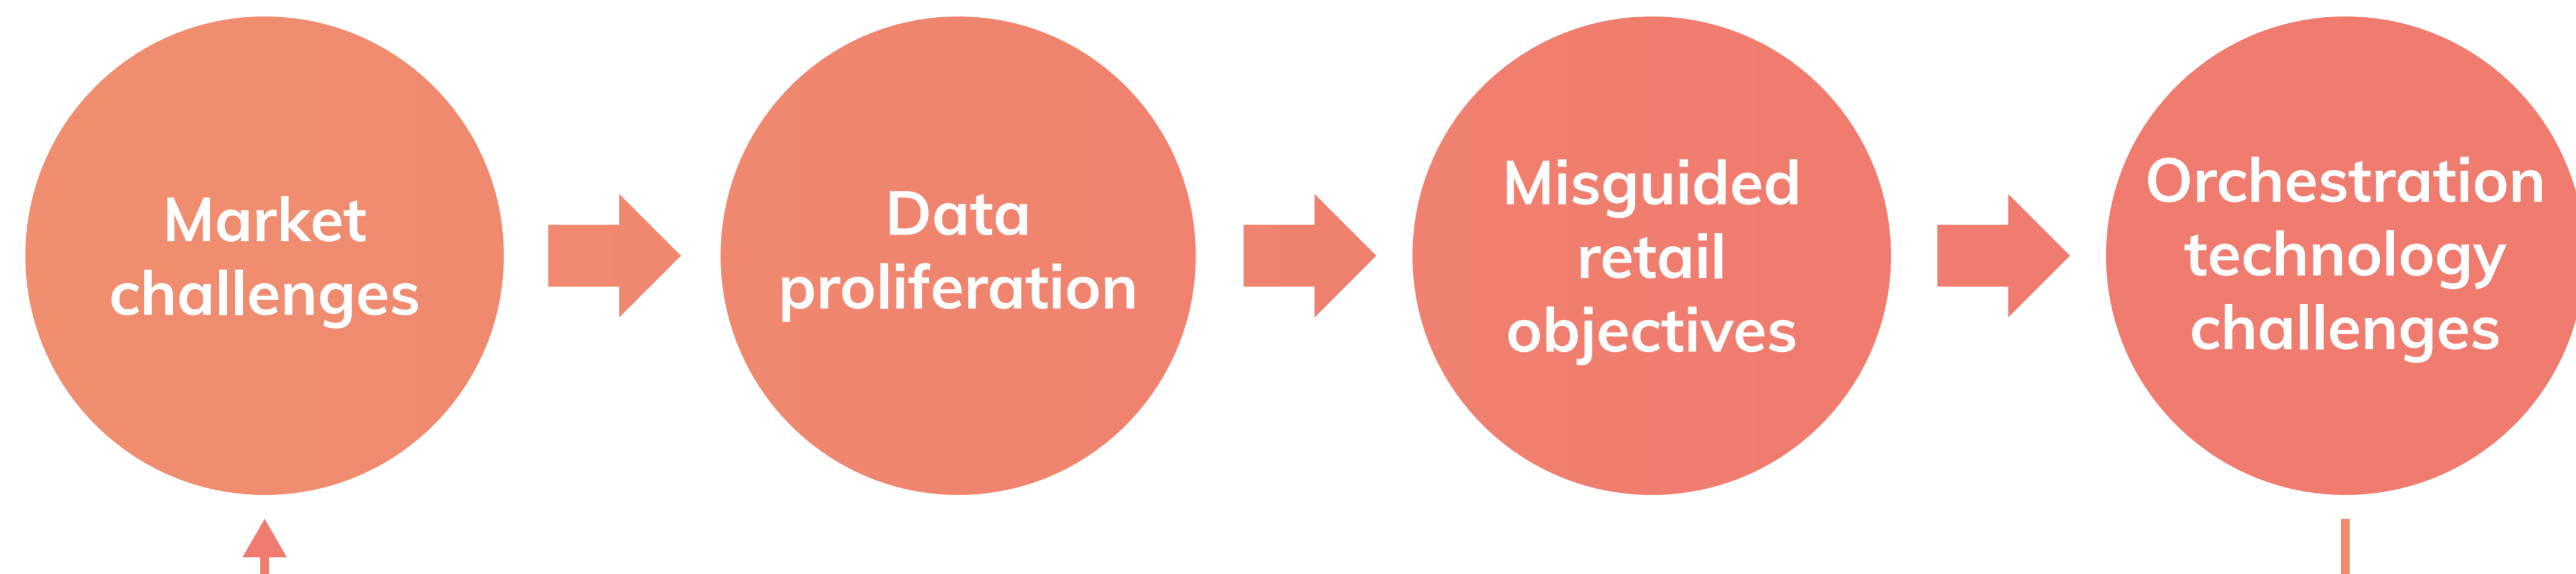 Market
challenges
Data
proliferation
Misguided
retail
objectives
Orchestration
technology
challenges